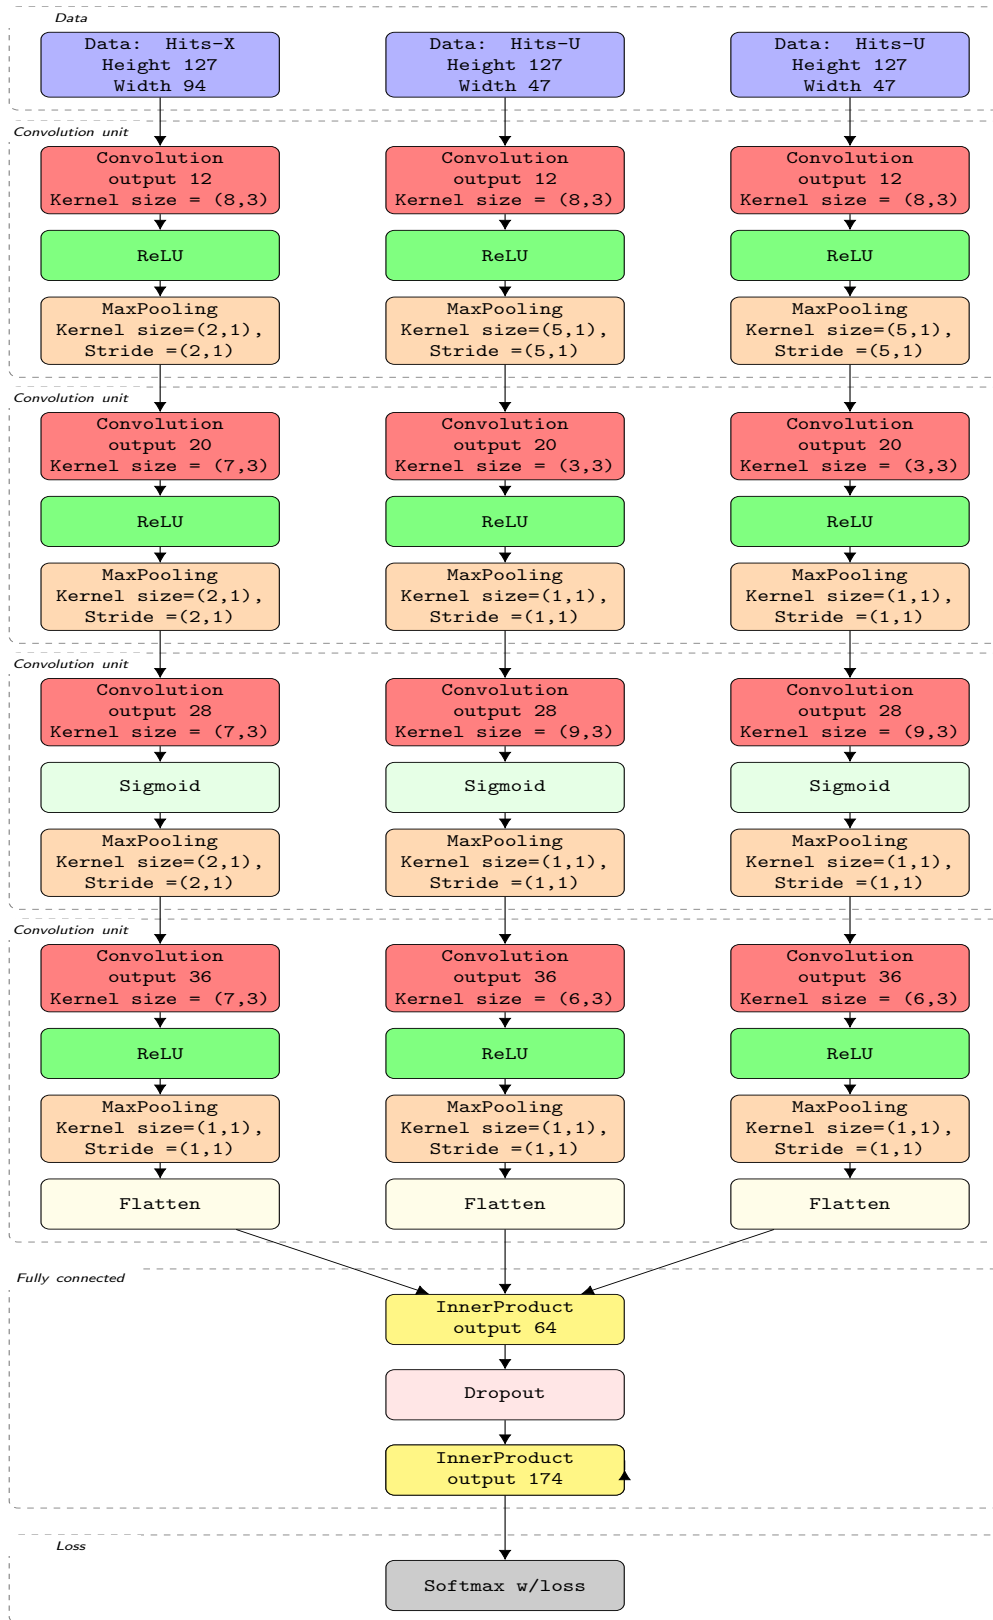 Data
Data: Hits-X
Height 127
Width 94
Data: Hits-U
Height 127
Width 47
Data: Hits-U
Height 127
Width 47
Convolution unit
Convolution
output 12
Kernel size = (8,3)
Convolution
output 12
Kernel size = (8,3)
Convolution
output 12
Kernel size = (8,3)
ReLU
ReLU
ReLU
MaxPooling
Kernel size=(2,1),
Stride =(2,1)
MaxPooling
Kernel size=(5,1),
Stride =(5,1)
MaxPooling
Kernel size=(5,1),
Stride =(5,1)
Convolution unit
Convolution
output 20
Kernel size = (7,3)
Convolution
output 20
Kernel size = (3,3)
Convolution
output 20
Kernel size = (3,3)
ReLU
ReLU
ReLU
MaxPooling
Kernel size=(2,1),
Stride =(2,1)
MaxPooling
Kernel size=(1,1),
Stride =(1,1)
MaxPooling
Kernel size=(1,1),
Stride =(1,1)
Convolution unit
Convolution
output 28
Kernel size = (7,3)
Convolution
output 28
Kernel size = (9,3)
Convolution
output 28
Kernel size = (9,3)
Sigmoid
Sigmoid
Sigmoid
MaxPooling
Kernel size=(2,1),
Stride =(2,1)
MaxPooling
Kernel size=(1,1),
Stride =(1,1)
MaxPooling
Kernel size=(1,1),
Stride =(1,1)
Convolution unit
Convolution
output 36
Kernel size = (7,3)
Convolution
output 36
Kernel size = (6,3)
Convolution
output 36
Kernel size = (6,3)
ReLU
ReLU
ReLU
MaxPooling
Kernel size=(1,1),
Stride =(1,1)
MaxPooling
Kernel size=(1,1),
Stride =(1,1)
MaxPooling
Kernel size=(1,1),
Stride =(1,1)
Flatten
Flatten
Flatten
Fully connected
InnerProduct
output 64
Dropout
InnerProduct
output 174
Loss
Softmax w/loss